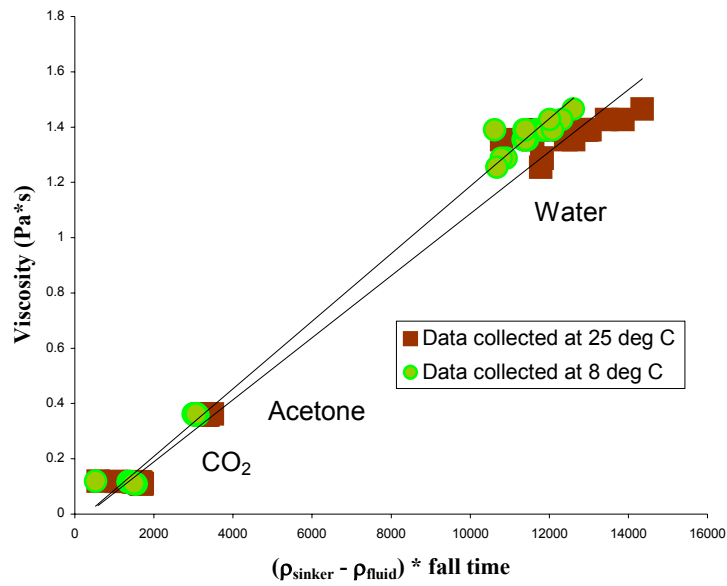 1.8
1.6
1.4
1.2
1
0.8
0.6
0.4
0.2
0
Viscosity (Pa*s)
Water
Data collected at 25 deg C
Data collected at 8 deg C
Acetone
CO₂
0 2000 4000 6000 8000 10000 12000 14000 16000
(ρsinker - ρfluid) * fall time